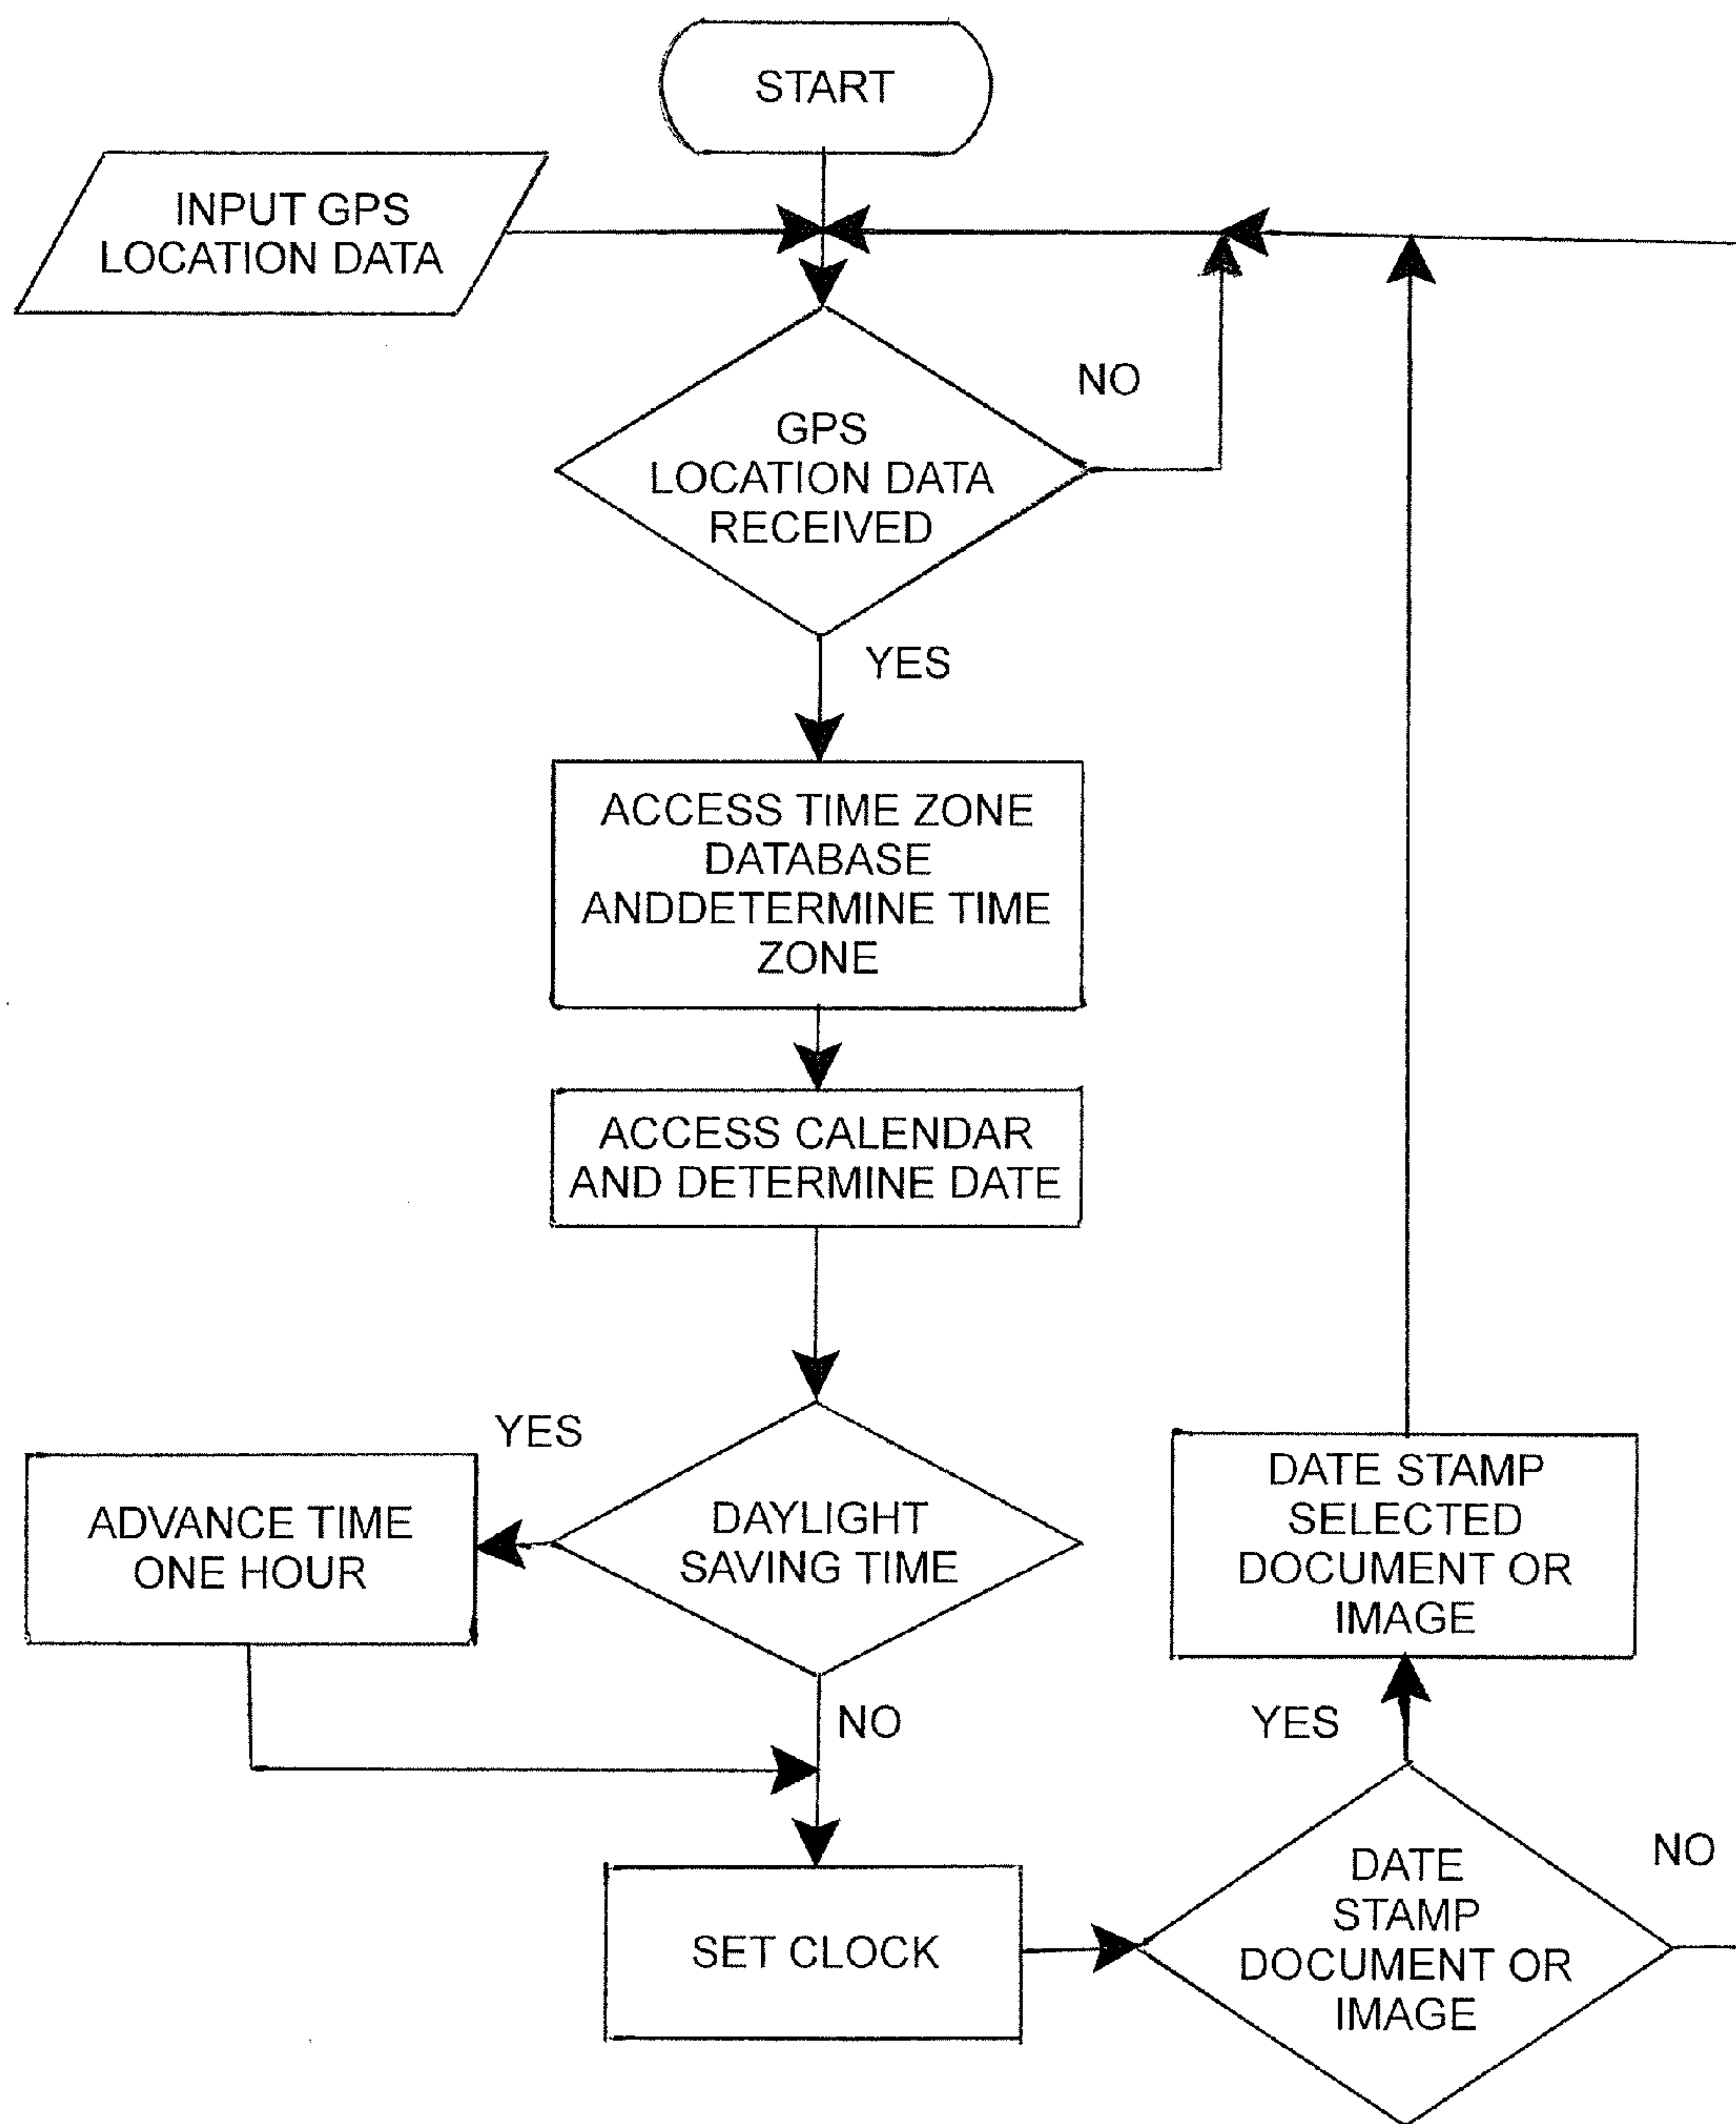 START
INPUT GPS
LOCATION DATA
NO
GPS
LOCATION DATA
RECEIVED
YES
ACCESS TIME ZONE
DATABASE
ANDDETERMINE TIME
ZONE
ACCESS CALENDAR
AND DETERMINE DATE
YES
ADVANCE TIME
ONE HOUR
DAYLIGHT
SAVING TIME
NO
SET CLOCK
DATE STAMP
SELECTED
DOCUMENT OR
IMAGE
YES
NO
DATE
STAMP
DOCUMENT OR
IMAGE